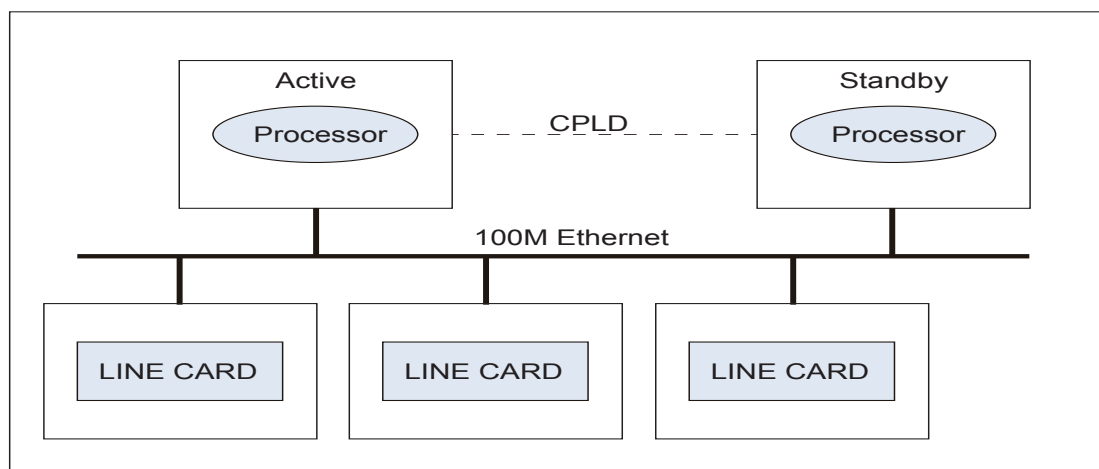 Active
Standby
Processor
CPLD
Processor
100M Ethernet
LINE CARD
LINE CARD
LINE CARD